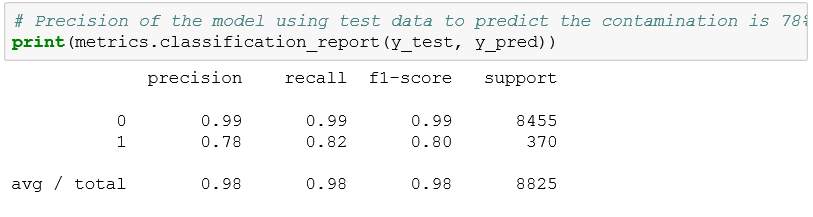 # Precision of the model using test data to predict the contamination is 78%
print(metrics.classification_report(y_test, y_pred))
precision recall f1-score support
0 0.99 0.99 0.99 8455
1 0.78 0.82 0.80 370
avg / total 0.98 0.98 0.98 8825